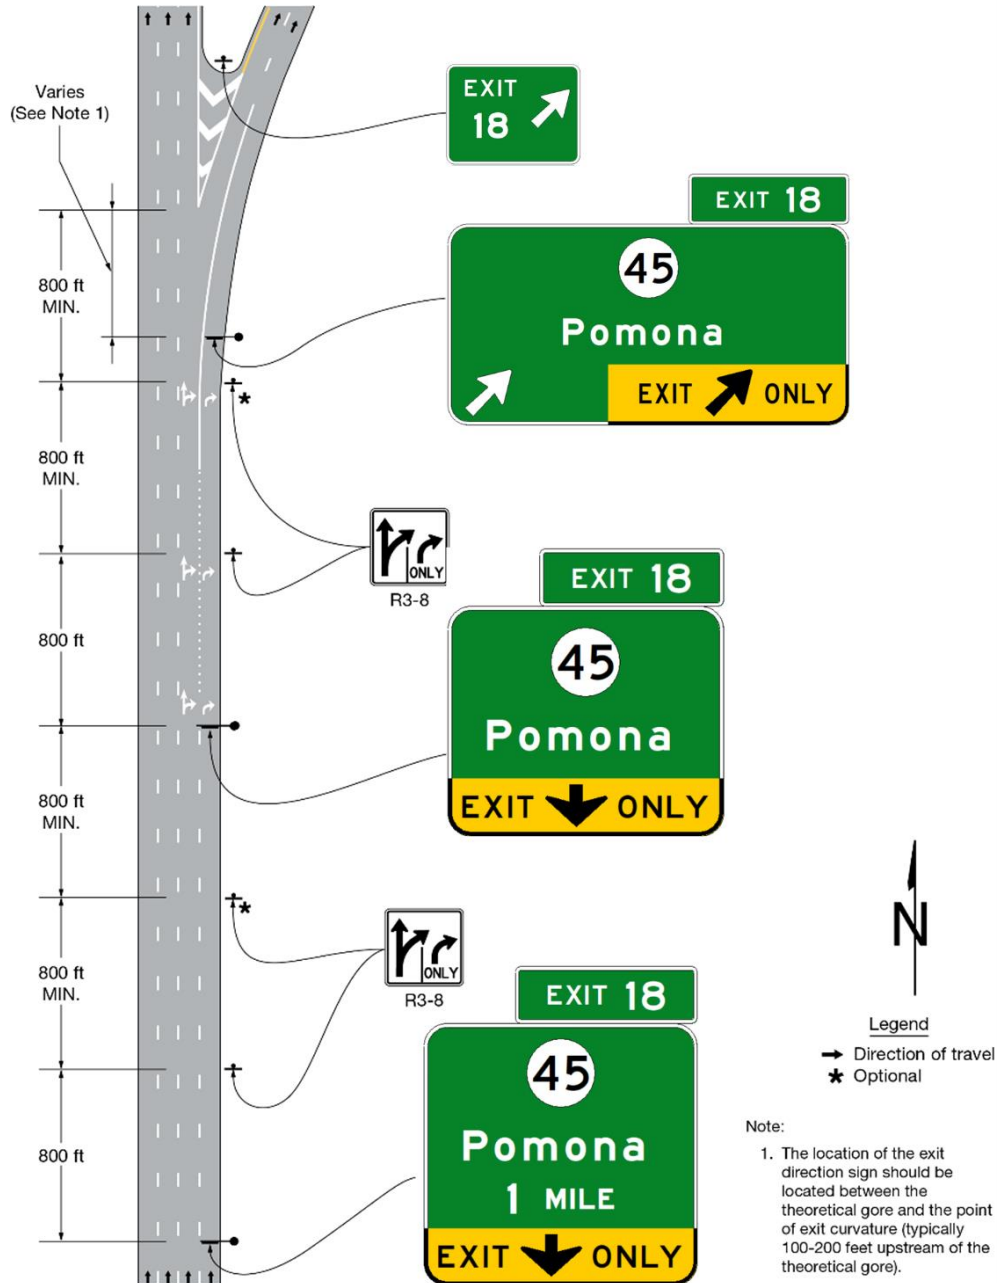 Varies
(See Note 1)
EXIT
18
EXIT 18
45
Pomona
EXIT ONLY
800 ft
MIN.
*
800 ft
MIN.
ONLY
R3-8
EXIT 18
45
Pomona
EXIT ONLY
800 ft
800 ft
MIN.
*
ONLY
R3-8
800 ft
MIN.
EXIT 18
45
Pomona
1 MILE
EXIT ONLY
800 ft
N
Legend
Direction of travel
* Optional
Note:
1. The location of the exit
direction sign should be
located between the
theoretical gore and the point
of exit curvature (typically
100-200 feet upstream of the
theoretical gore).